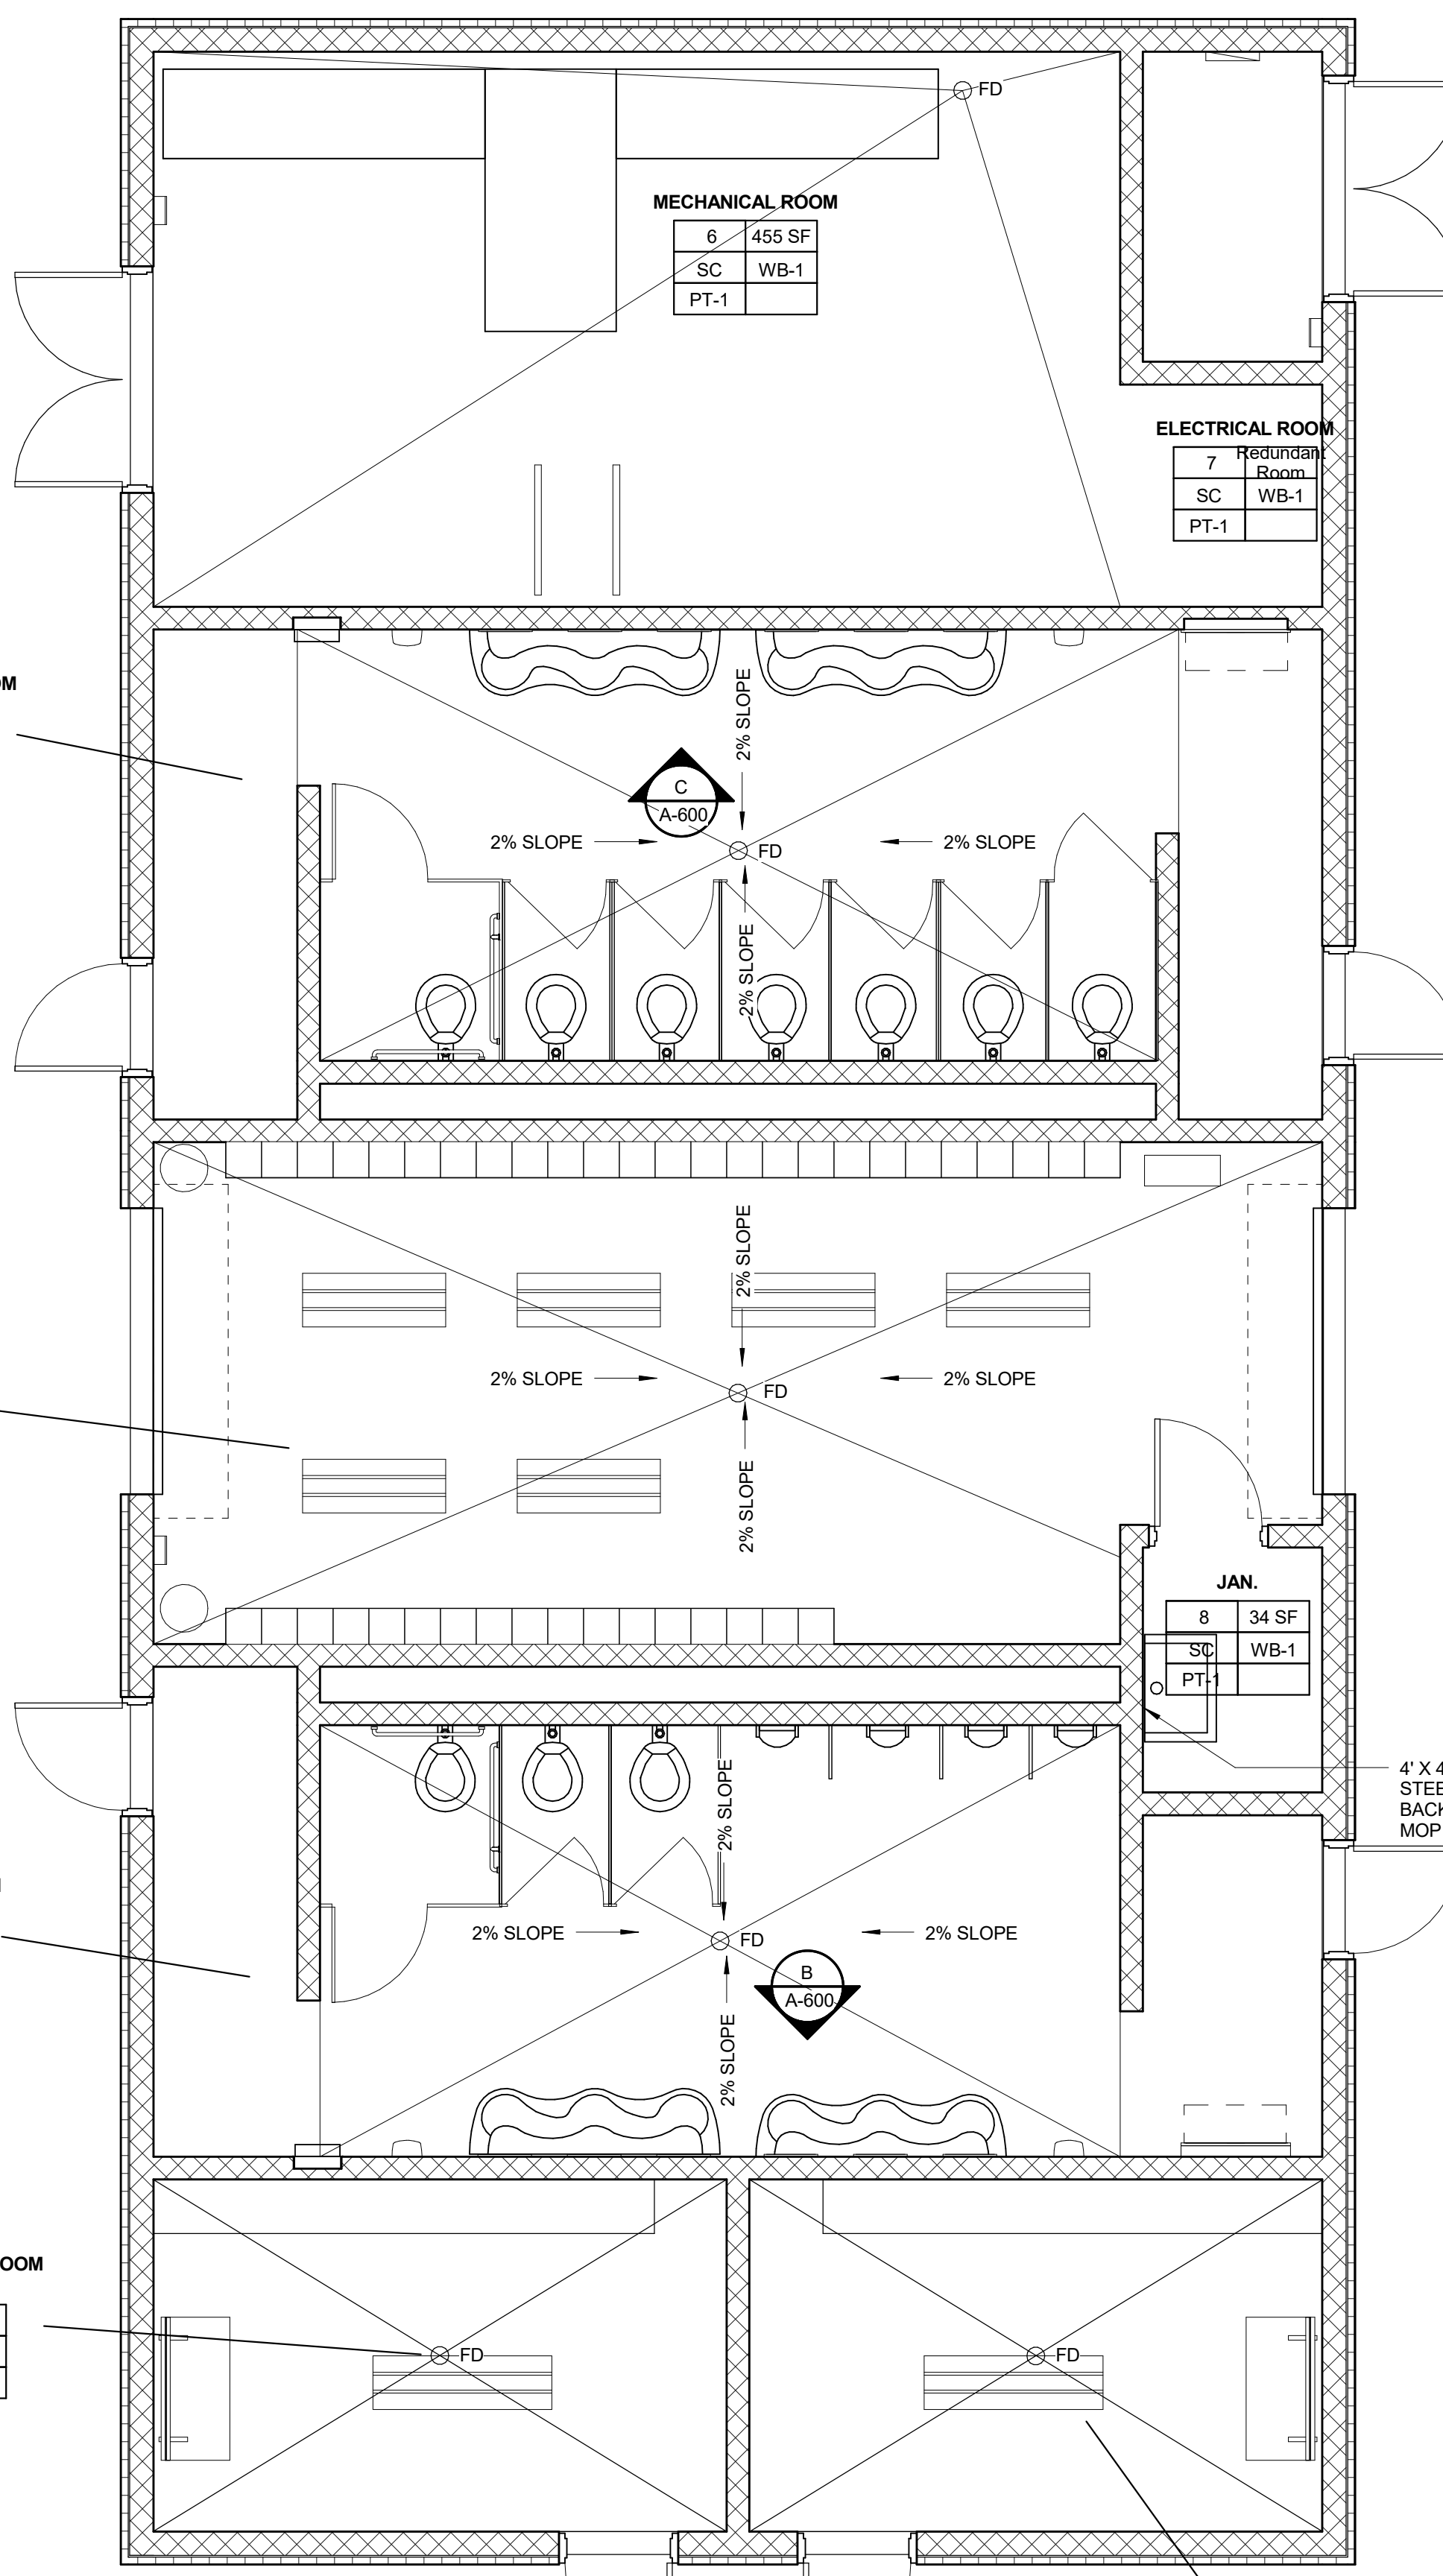 FD
MECHANICAL ROOM
6 455 SF
SC WB-1
PT-1
ELECTRICAL ROOM
7 Redundant Room
SC WB-1
PT-1
OM
2% SLOPE
C
A-600
2% SLOPE
2% SLOPE
FD
2% SLOPE
2% SLOPE
2% SLOPE
2% SLOPE
FD
2% SLOPE
JAN.
8 34 SF
SC WB-1
PT-1
4' X 4
STEE
BACK
MOP
2% SLOPE
2% SLOPE
2% SLOPE
FD
B
A-600
2% SLOPE
OOM
FD
FD